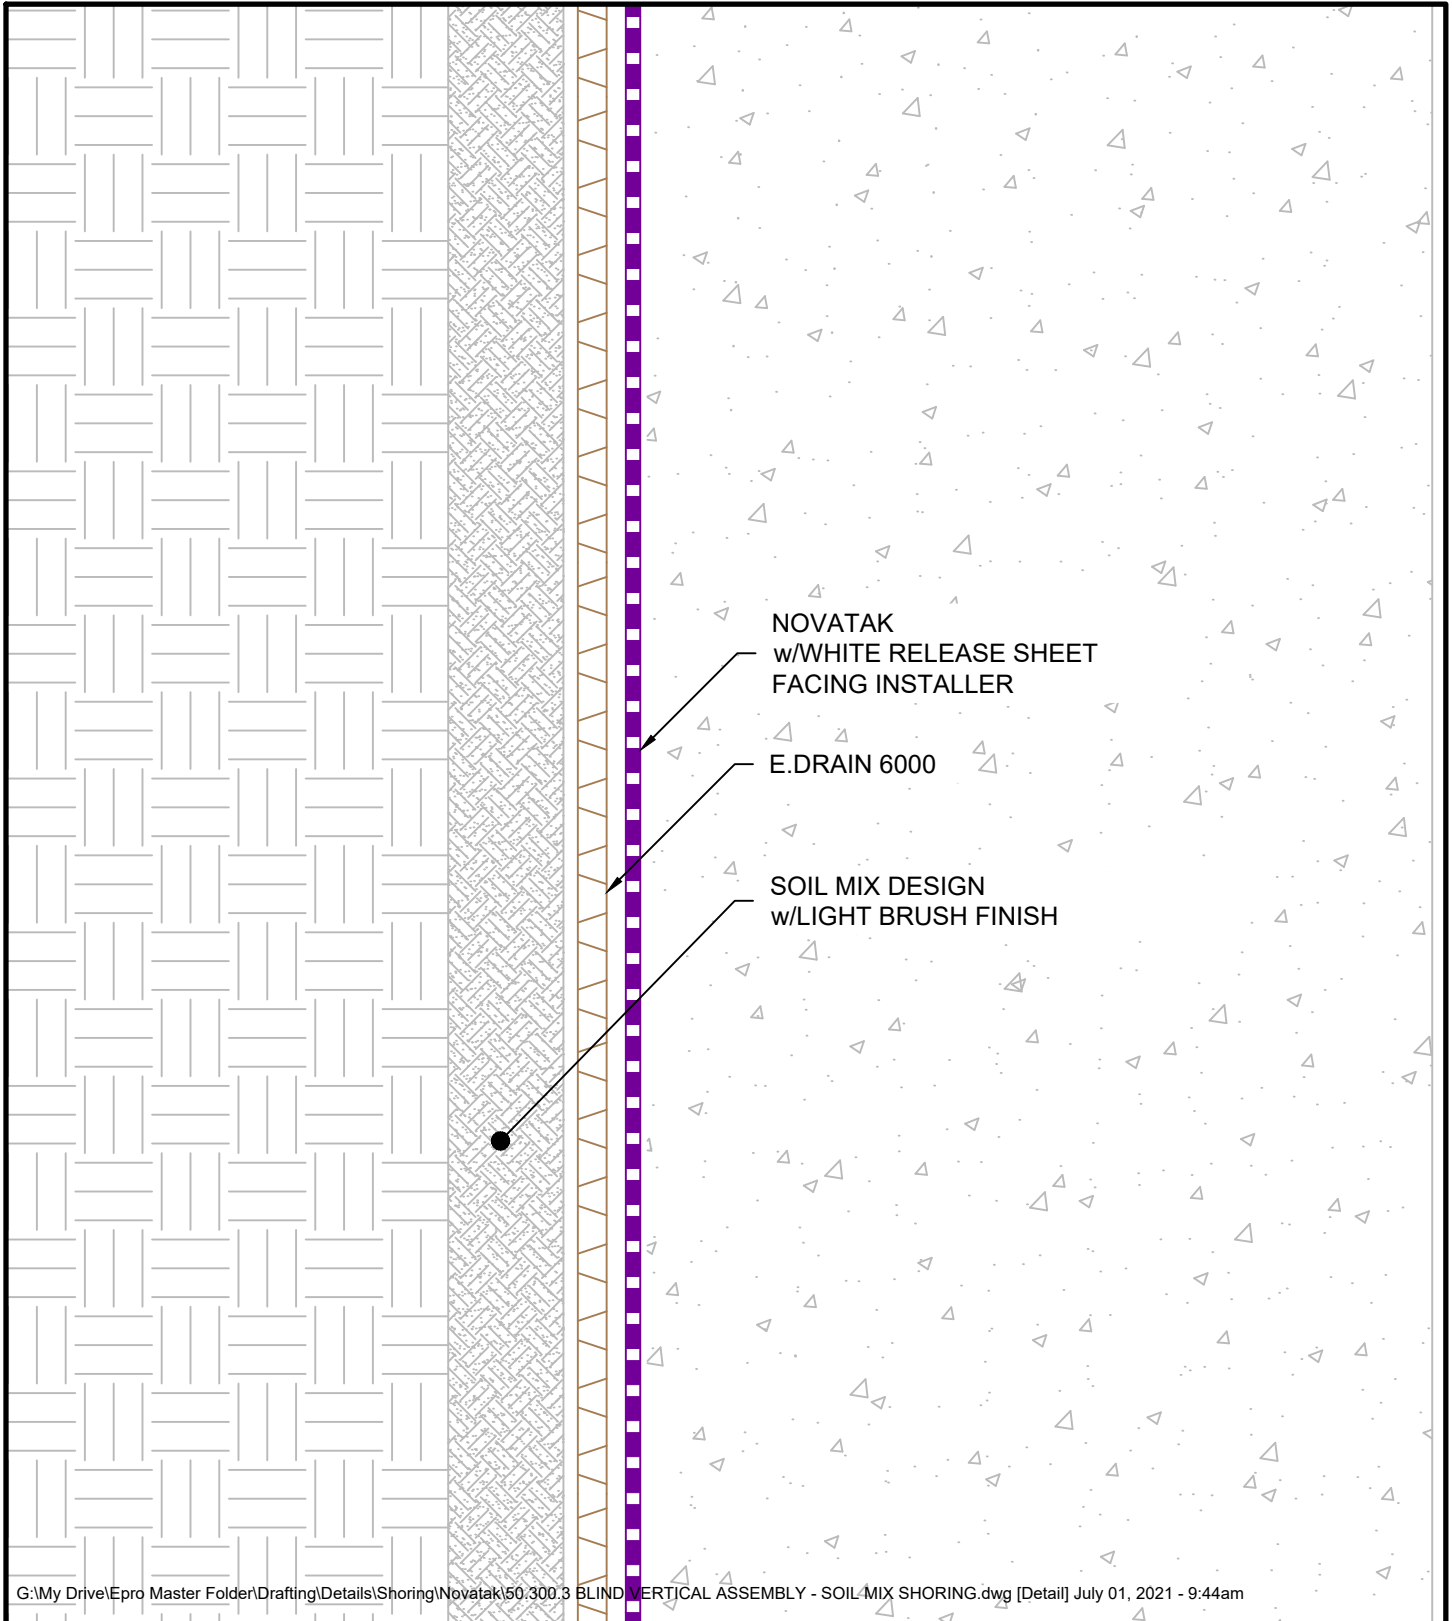 NOVATAK
w/WHITE RELEASE SHEET
FACING INSTALLER
E.DRAIN 6000
SOIL MIX DESIGN
w/LIGHT BRUSH FINISH
G:\My Drive\Epro Master Folder\Drafting\Details\Shoring\Novatak\50.300.3 BLIND VERTICAL ASSEMBLY - SOIL MIX SHORING.dwg [Detail] July 01, 2021 - 9:44am